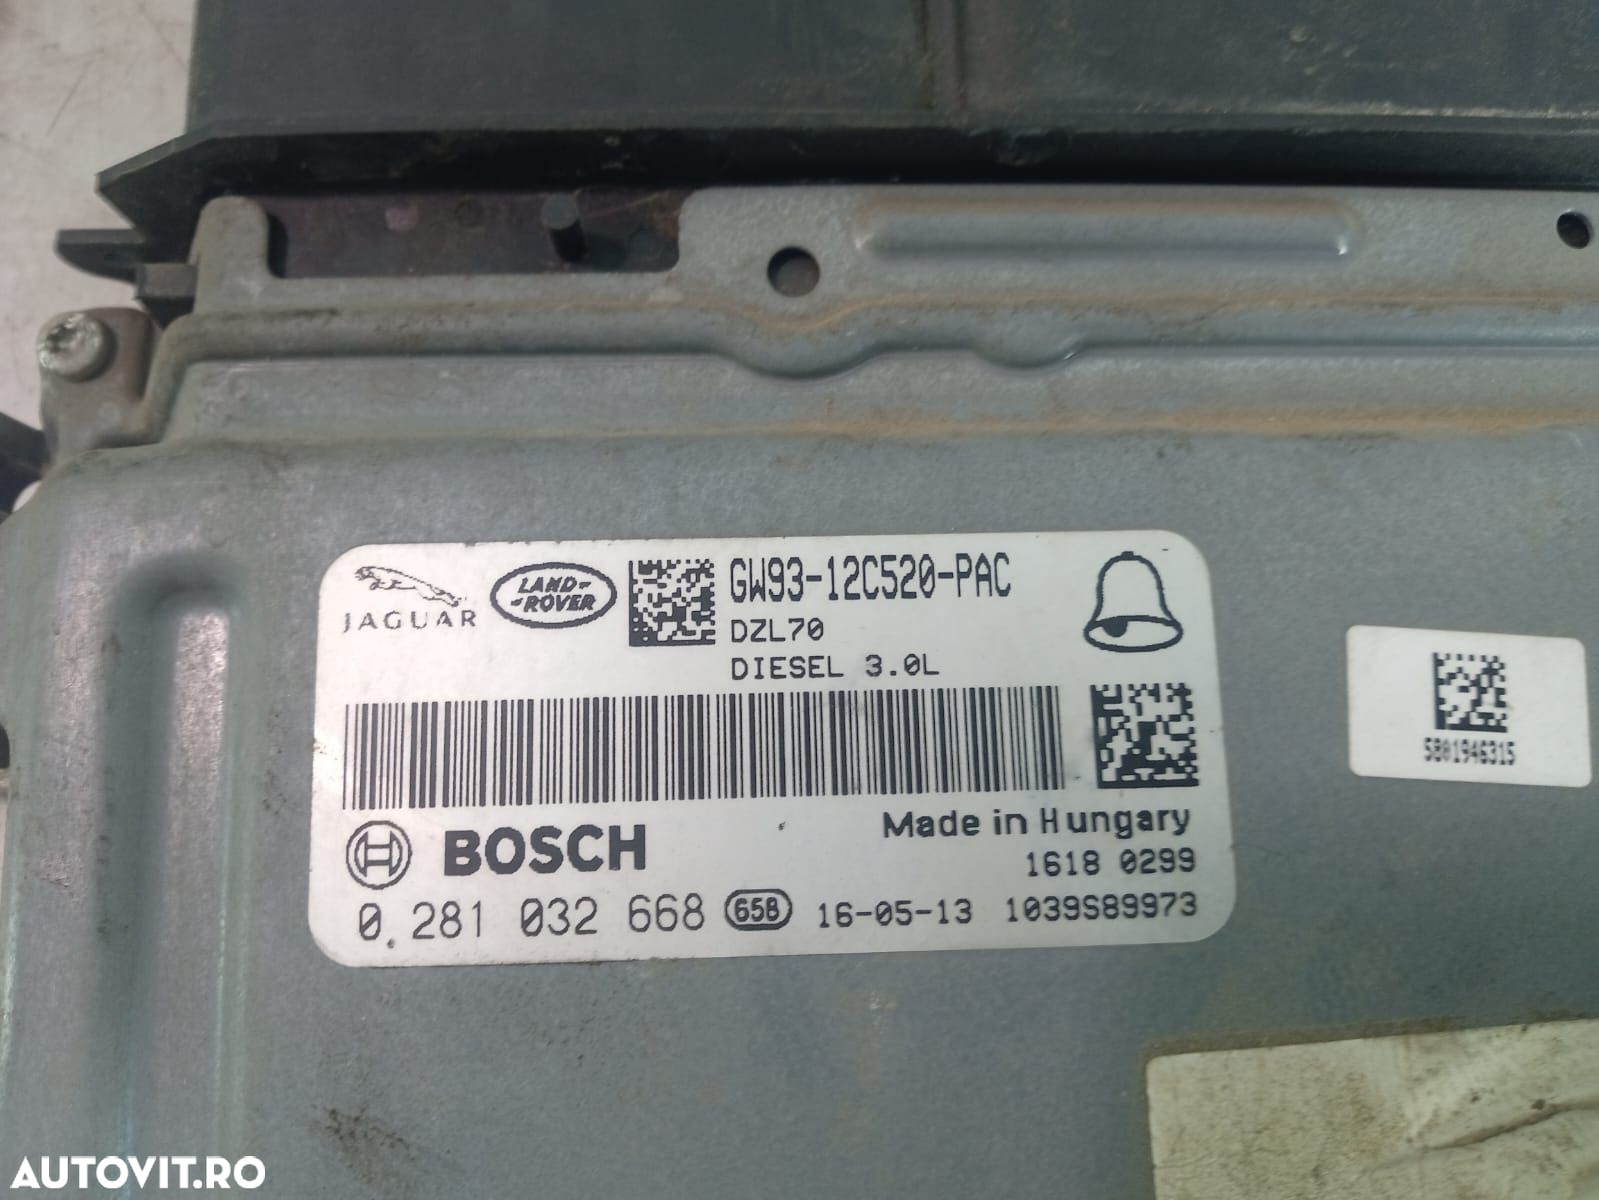 JAGUAR
LAND-
-ROVER
GW93-12C520-PAC
DZL70
DIESEL 3.0L
5801946315
BOSCH
Made in Hungary
1618 0299
0 281 032 668
65B
16-05-13
1039S89973
AUTOVIT.RO